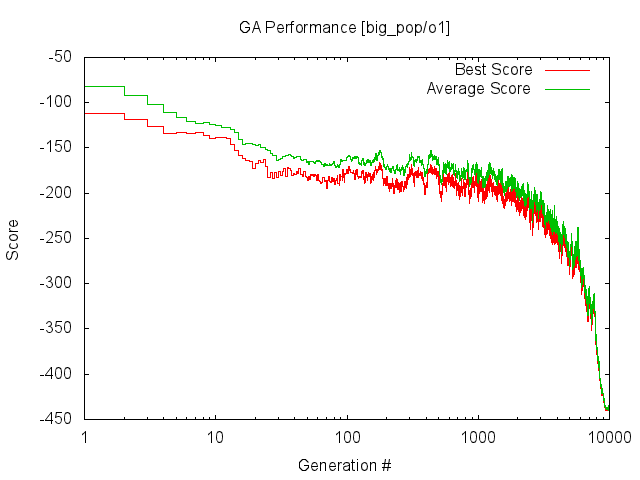 GA Performance [big_pop/o1]
Best Score
Average Score
-50
-100
-150
-200
-250
-300
-350
-400
-450
Score
1 10 100 1000 10000
Generation #